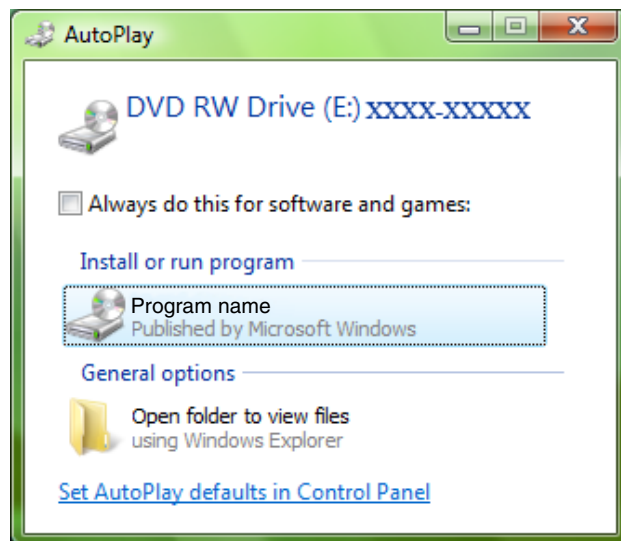 AutoPlay
DVD RW Drive (E:) xxxx-xxxxx
Always do this for software and games:
Install or run program
Program name
Published by Microsoft Windows
General options
Open folder to view files
using Windows Explorer
Set AutoPlay defaults in Control Panel